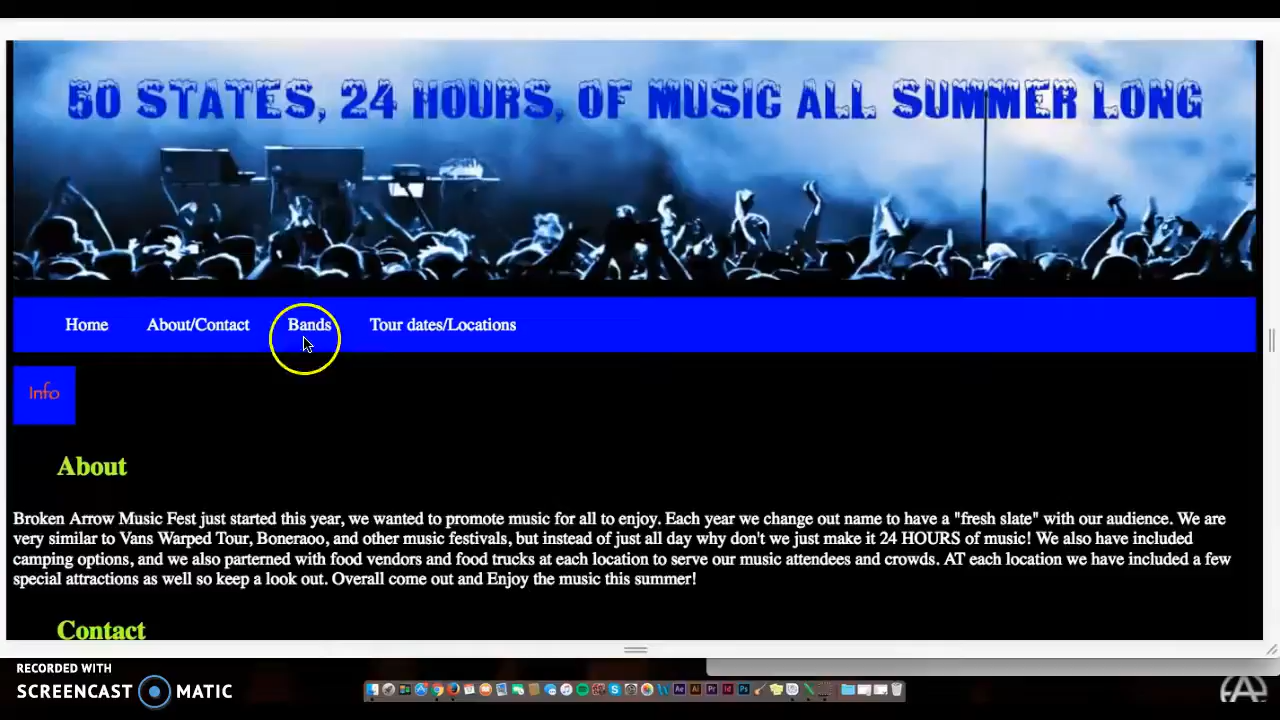 50 STATES, 24 HOURS, OF MUSIC ALL SUMMER LONG
Home About/Contact Bands Tour dates/Locations
Info
About
Broken Arrow Music Fest just started this year, we wanted to promote music for all to enjoy. Each year we change out name to have a "fresh slate" with our audience. We are
very similar to Vans Warped Tour, Boneraoo, and other music festivals, but instead of just all day why don't we just make it 24 HOURS of music! We also have included
camping options, and we also parterned with food vendors and food trucks at each location to serve our music attendees and crowds. AT each location we have included a few
special attractions as well so keep a look out. Overall come out and Enjoy the music this summer!
Contact
RECORDED WITH
SCREENCAST MATIC